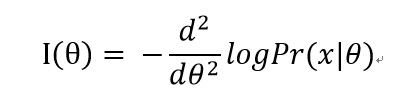 I(θ) = − d²/dθ² logPr(x|θ)↵